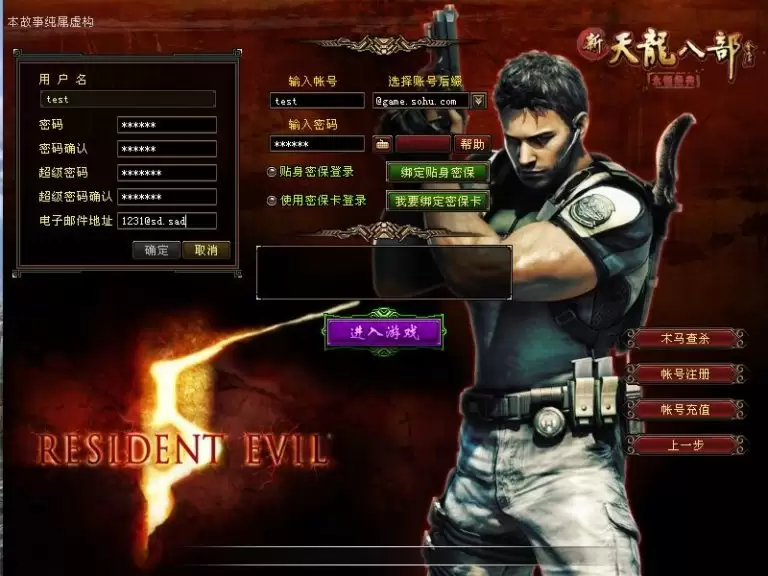 本故事纯属虚构
新天龍八部
用户名
test
密码 ******
密码确认 ******
超级密码 *******
超级密码确认 *******
电子邮件地址 1231@sd.sad
确定 取消
输入帐号 选择账号后缀
test @game.sohu.com
输入密码
****** 帮助
贴身密保登录 绑定贴身密保
使用密保卡登录 我要绑定密保卡
进入游戏
木马查杀
帐号注册
帐号充值
上一步
5
RESIDENT EVIL